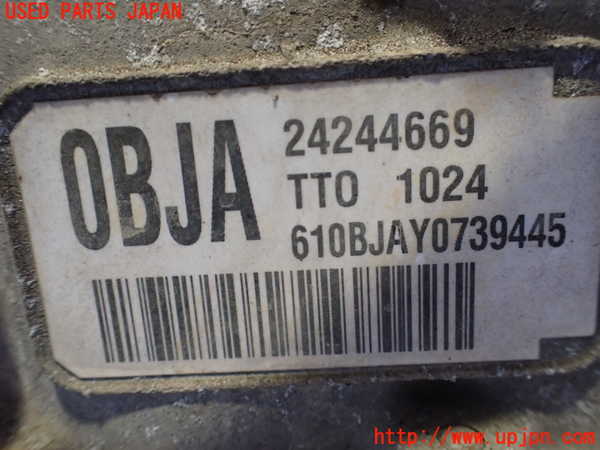 USED PARTS JAPAN
0BJA
24244669
TTO 1024
610BJAY0739445
http://www.upjpn.com/